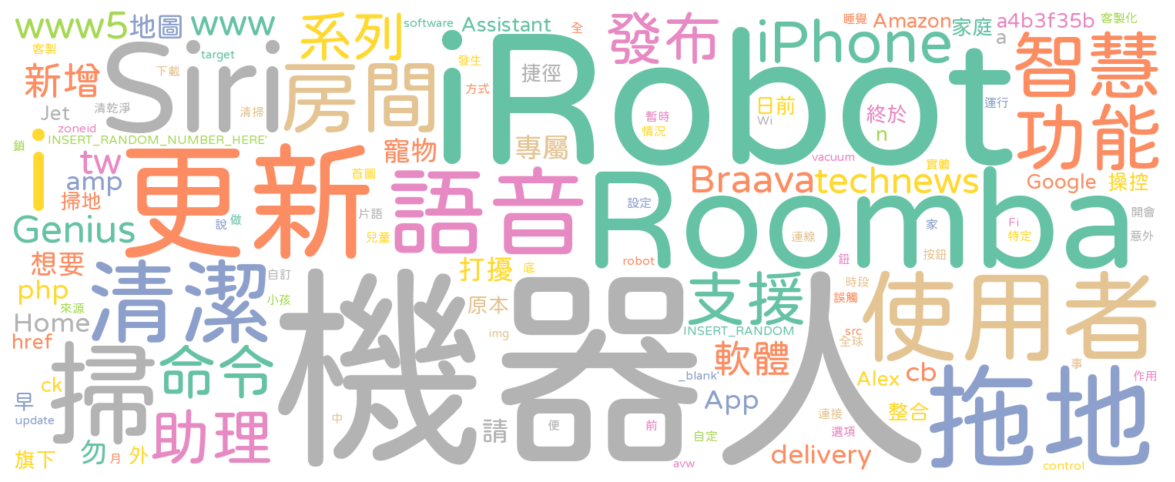 www5 地圖 www 系列 software Assistant 全 發布 iPhone 睡覺 Amazon 家庭 a4b3f35b 客製化
客製 target 發生 a
新增 Siri 下載 房間 iRobot 捷徑 方式 智慧
Jet 清乾淨 清掃 日前 Wi 暫時 終於 運行
zoneid INSERT_RANDOM_NUMBER_HERE' 情況 n 功能
鎖 i tw 更新 寵物 專屬 vacuum 實義
amp 首圖 語音 Braava technews Google 操控
掃地 片語 設定 Roomba 開會
Genius 說 做 兒童 連線 家 Fi 特定 意外
想要 清潔 自訂 打擾 底 robot 鈕 按鈕
php 小孩 支援 時段 使用者
來源 原本 誤觸
Home img INSERT_RANDOM src
href 掃 命令 機器人 軟體 全球
ck _blank' Alex cb 事 拖地 作用
早 App 整合
update 助理 中 請 便 前 連接
勿 月 外 自定 選項
旗下 avw delivery control